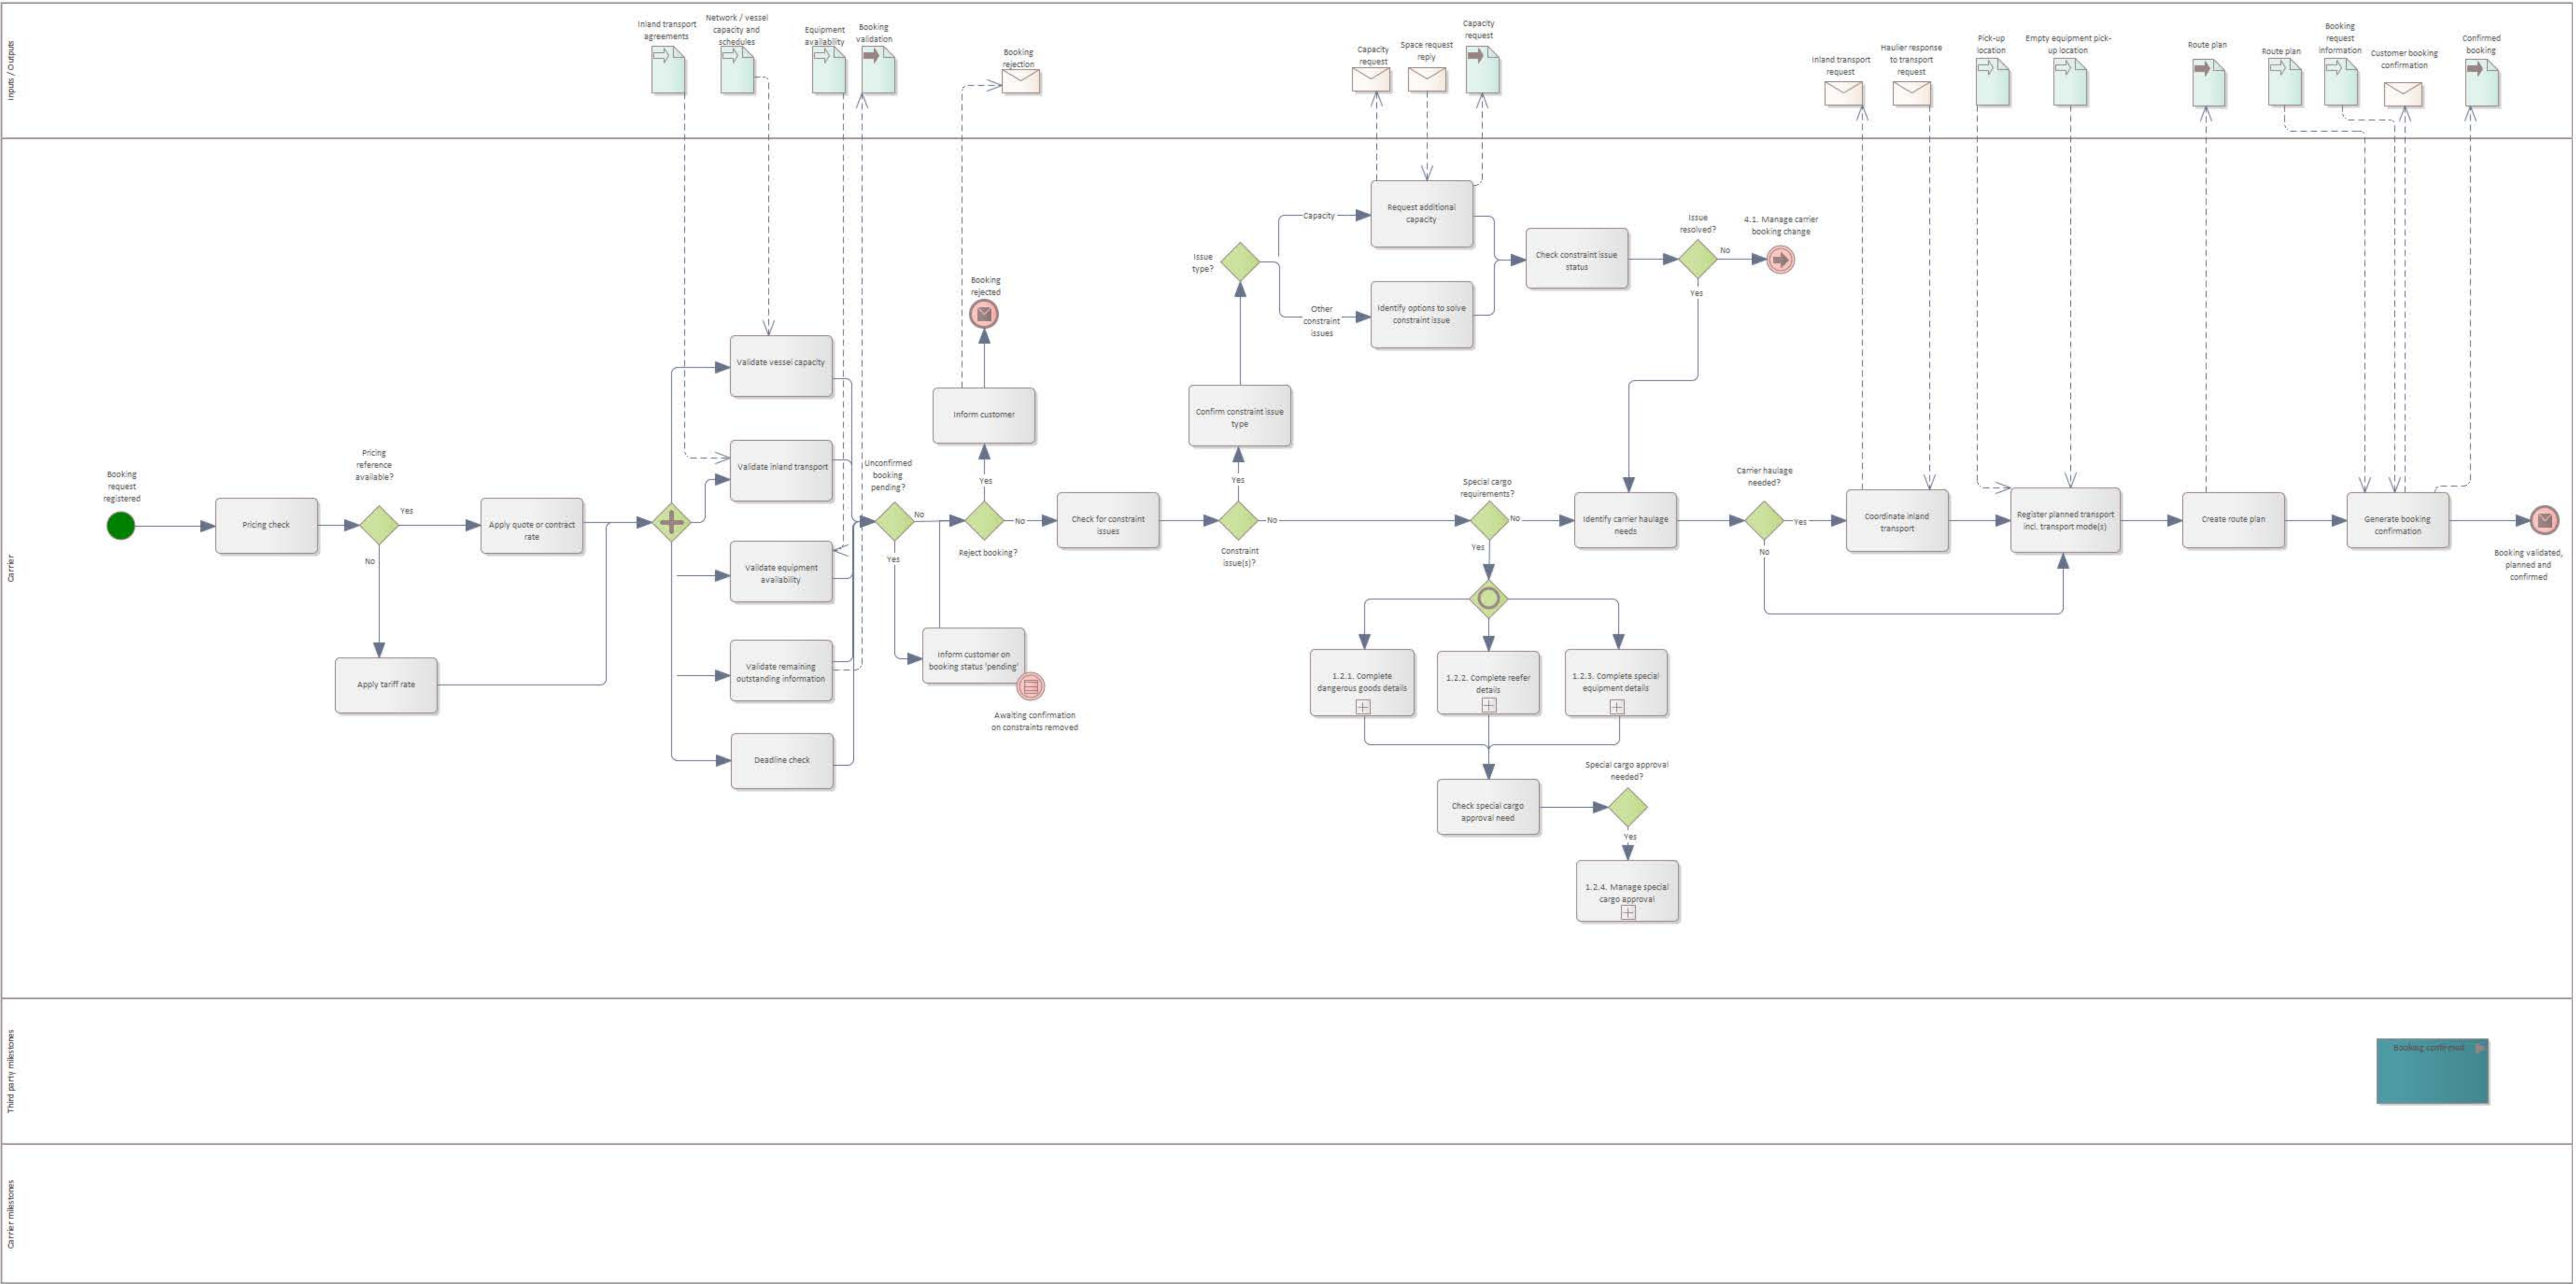 Inputs / Outputs
Inland transport
agreements
Network / vessel
capacity and
schedules
Equipment
availability
Booking
validation
Booking
rejection
Capacity
request
Space request
reply
Capacity
request
Inland transport
request
Haulier response
to transport
request
Pick-up
location
Empty equipment pick-
up location
Route plan
Route plan
Booking
request
information
Customer booking
confirmation
Confirmed
booking
Carrier
Booking
request
registered
Pricing check
Pricing
reference
available?
Yes
No
Apply quote or contract
rate
Apply tariff rate
Validate vessel capacity
Validate inland transport
Validate equipment
availability
Validate remaining
outstanding information
Deadline check
Unconfirmed
booking
pending?
No
Yes
Inform customer on
booking status 'pending'
Awaiting confirmation
on constraints removed
Booking
rejected
Inform customer
Yes
Reject booking?
No
Check for constraint
issues
Constraint
issue(s)?
Yes
No
Confirm constraint issue
type
Issue
type?
Capacity
Other
constraint
issues
Request additional
capacity
Identify options to solve
constraint issue
Check constraint issue
status
Issue
resolved?
No
Yes
4.1. Manage carrier
booking change
Special cargo
requirements?
No
Yes
1.2.1. Complete
dangerous goods details
1.2.2. Complete reefer
details
1.2.3. Complete special
equipment details
Check special cargo
approval need
Special cargo approval
needed?
Yes
1.2.4. Manage special
cargo approval
Identify carrier haulage
needs
Carrier haulage
needed?
Yes
No
Coordinate inland
transport
Register planned transport
incl. transport mode(s)
Create route plan
Generate booking
confirmation
Booking validated,
planned and
confirmed
Third party milestones
Booking confirmed
Carrier milestones